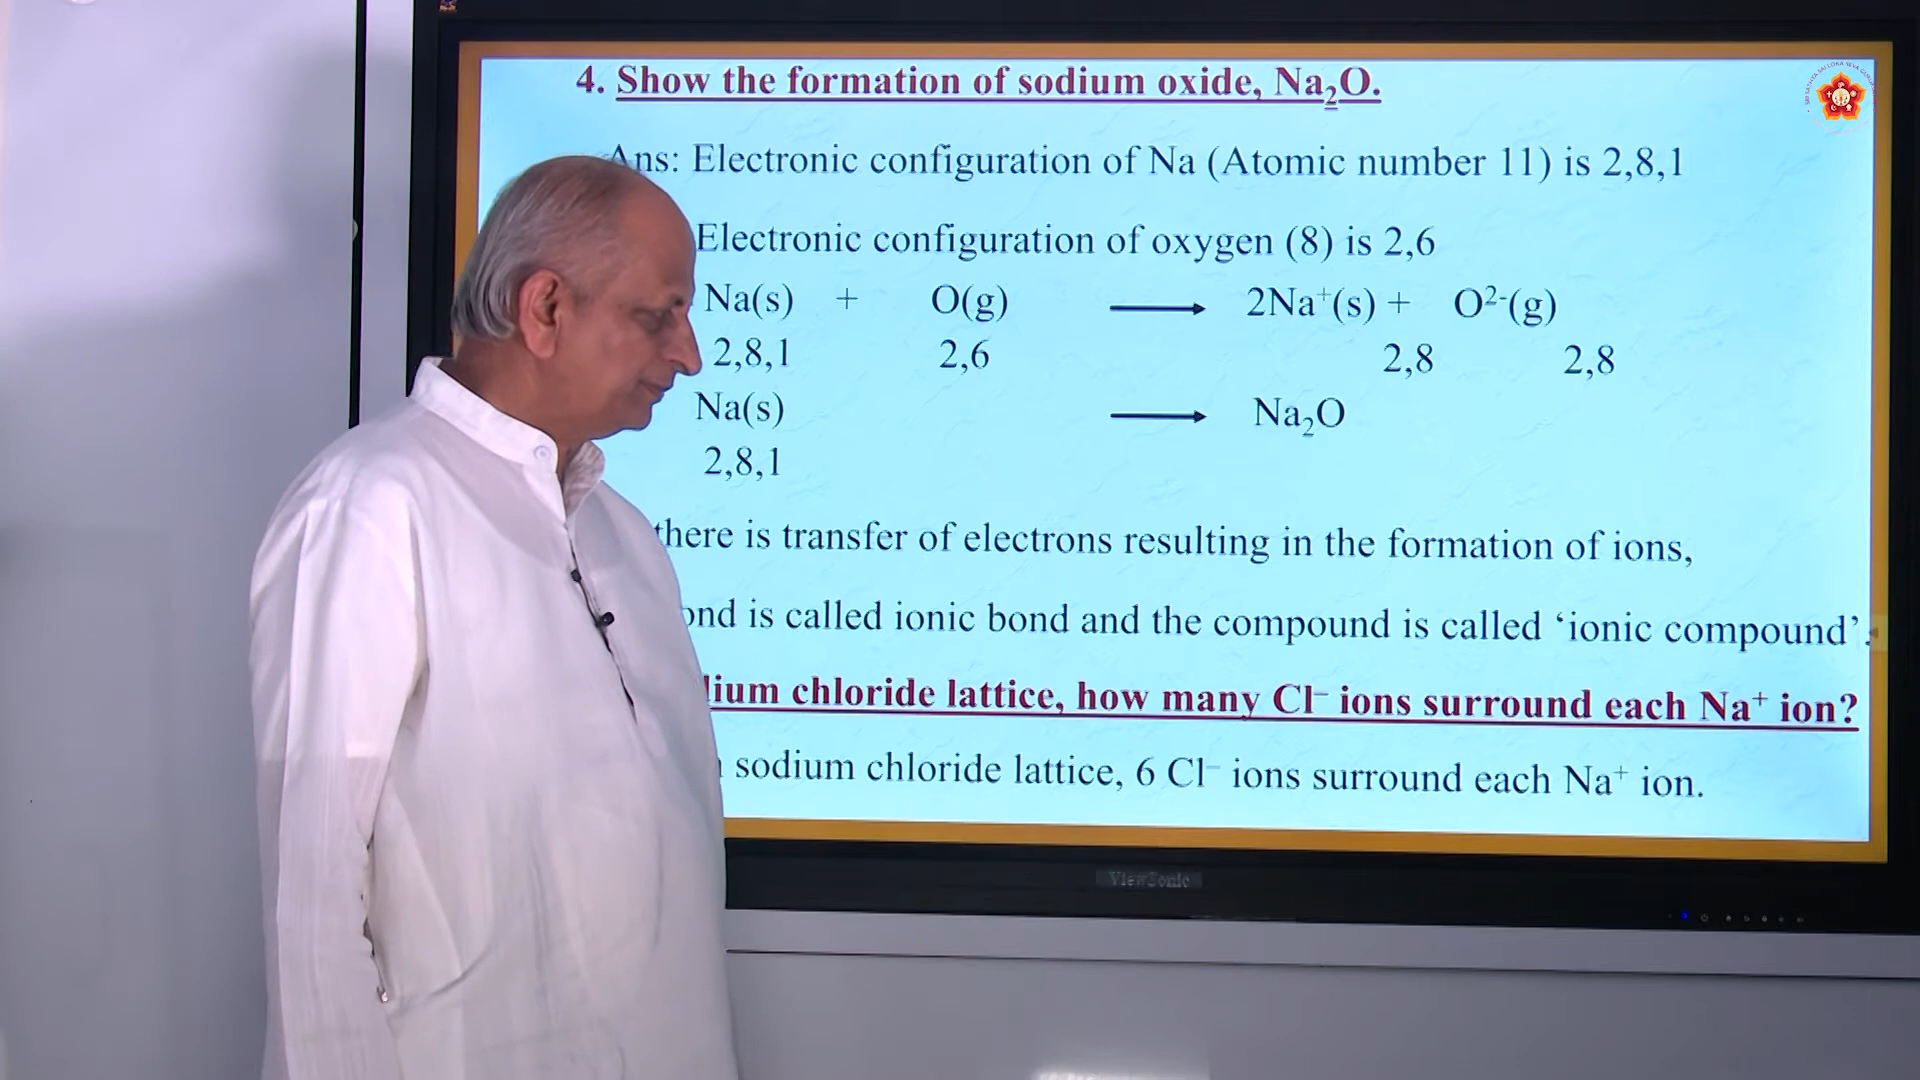 4. Show the formation of sodium oxide, Na₂O.
Ans: Electronic configuration of Na (Atomic number 11) is 2,8,1
Electronic configuration of oxygen (8) is 2,6
Na(s) + O(g) ⟶ 2Na⁺(s) + O²⁻(g)
2,8,1 2,6 2,8 2,8
Na(s) ⟶ Na₂O
2,8,1
there is transfer of electrons resulting in the formation of ions,
ond is called ionic bond and the compound is called ‘ionic compound’.
dium chloride lattice, how many Cl⁻ ions surround each Na⁺ ion?
sodium chloride lattice, 6 Cl⁻ ions surround each Na⁺ ion.
ViewSonic